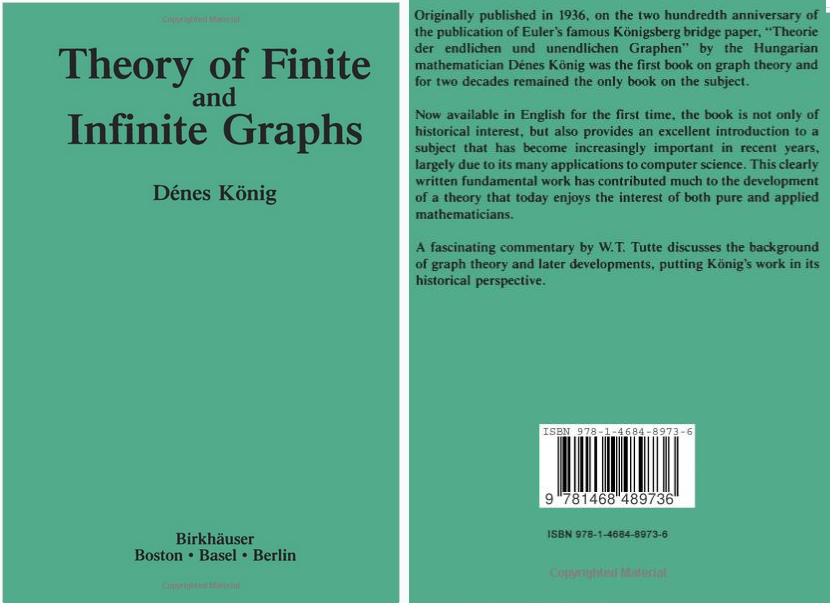 Copyrighted Material
Theory of Finite
and
Infinite Graphs
Dénes König
Birkhäuser
Boston • Basel • Berlin
Copyrighted Material
Originally published in 1936, on the two hundredth anniversary of
the publication of Euler's famous Königsberg bridge paper, "Theorie
der endlichen und unendlichen Graphen" by the Hungarian
mathematician Dénes König was the first book on graph theory and
for two decades remained the only book on the subject.
Now available in English for the first time, the book is not only of
historical interest, but also provides an excellent introduction to a
subject that has become increasingly important in recent years,
largely due to its many applications to computer science. This clearly
written fundamental work has contributed much to the development
of a theory that today enjoys the interest of both pure and applied
mathematicians.
A fascinating commentary by W.T. Tutte discusses the background
of graph theory and later developments, putting König's work in its
historical perspective.
ISBN 978-1-4684-8973-6
9 781468 489736
ISBN 978-1-4684-8973-6
Copyrighted Material